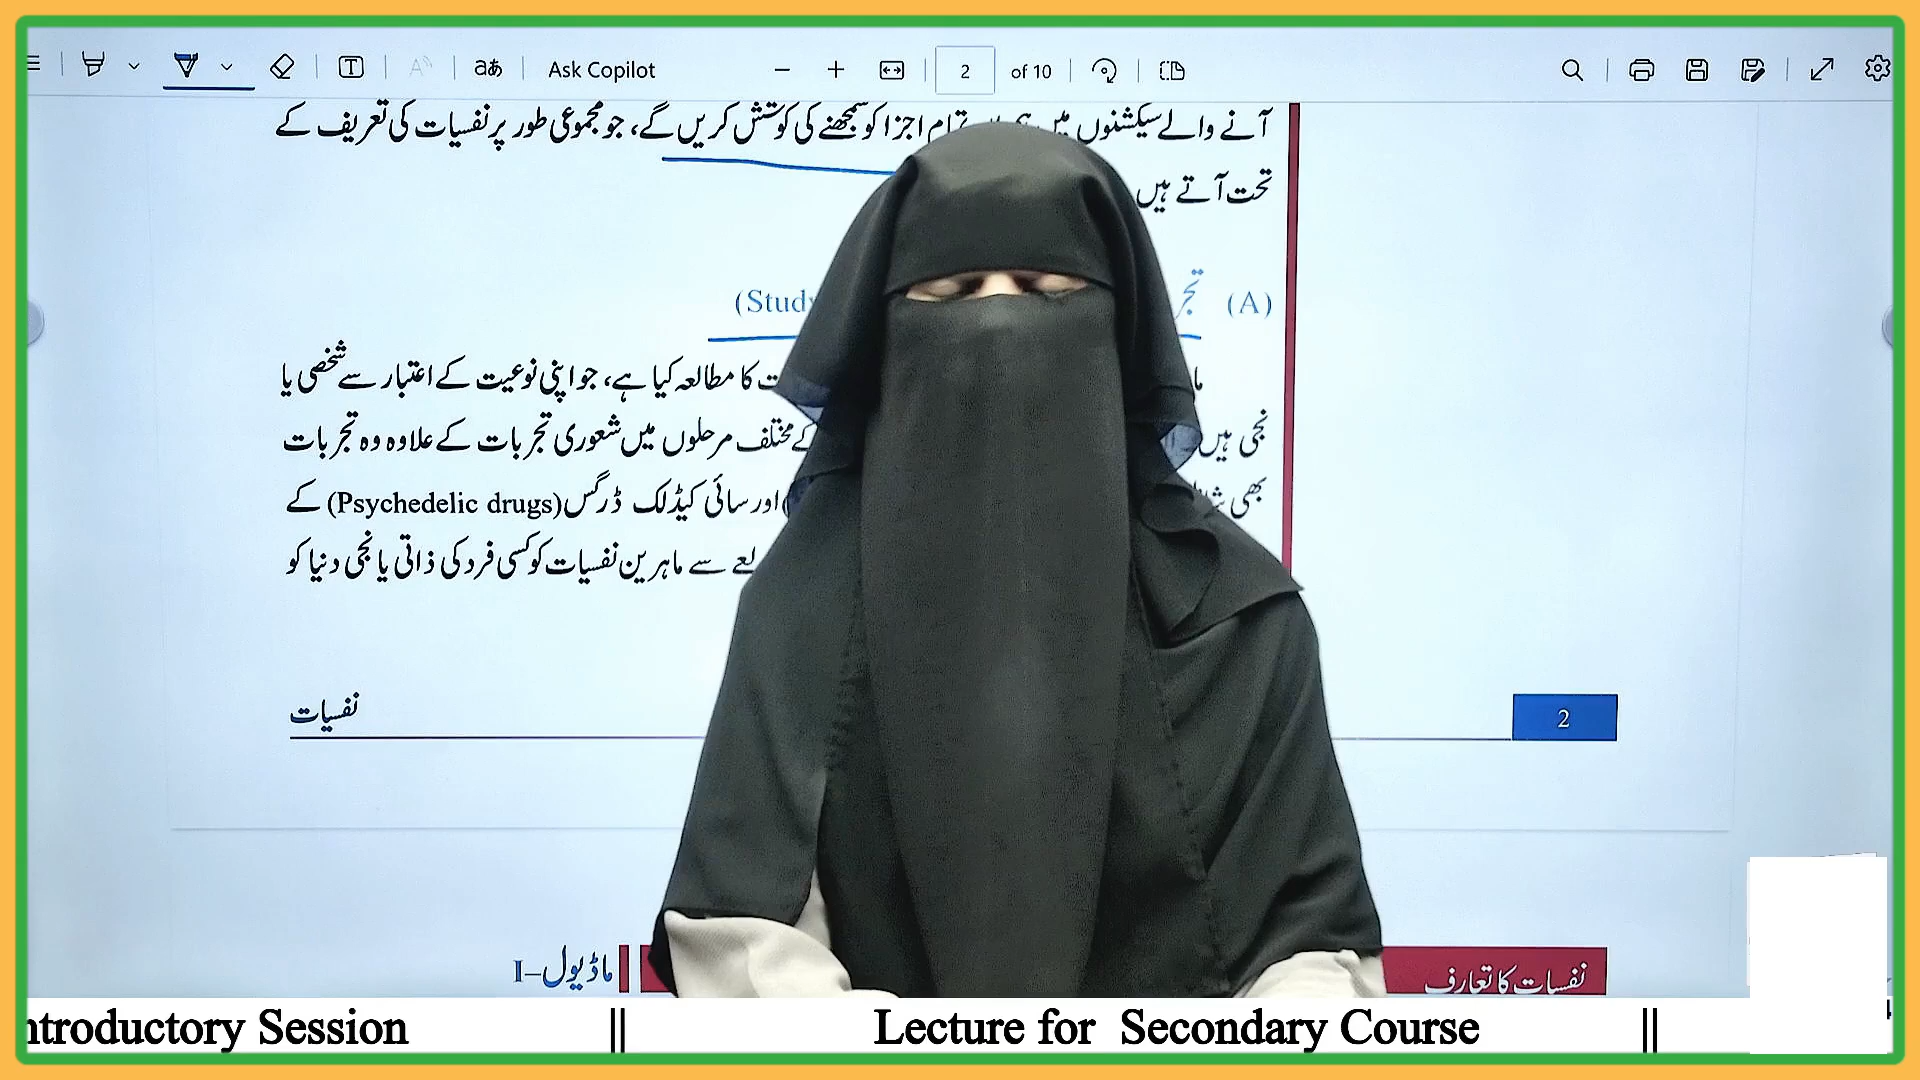 Ask Copilot
2 of 10
آنے والے سیکشنوں میں تمام اجزا کو سمجھنے کی کوشش کریں گے، جو مجموعی طور پر نفسیات کی تعریف کے
تحت آتے ہیں
(A) (Study
کا مطالعہ کیا ہے، جو اپنی نوعیت کے اعتبار سے شخصی یا
نجی ہیں کے مختلف مرحلوں میں شعوری تجربات کے علاوہ وہ تجربات
بھی اور سائی کیڈلک ڈرگس (Psychedelic drugs) کے
سے ماہرین نفسیات کو کسی فرد کی ذاتی یا نجی دنیا کو
نفسیات
2
ماڈیول–I
نفسیات کا تعارف
ntroductory Session || Lecture for Secondary Course ||